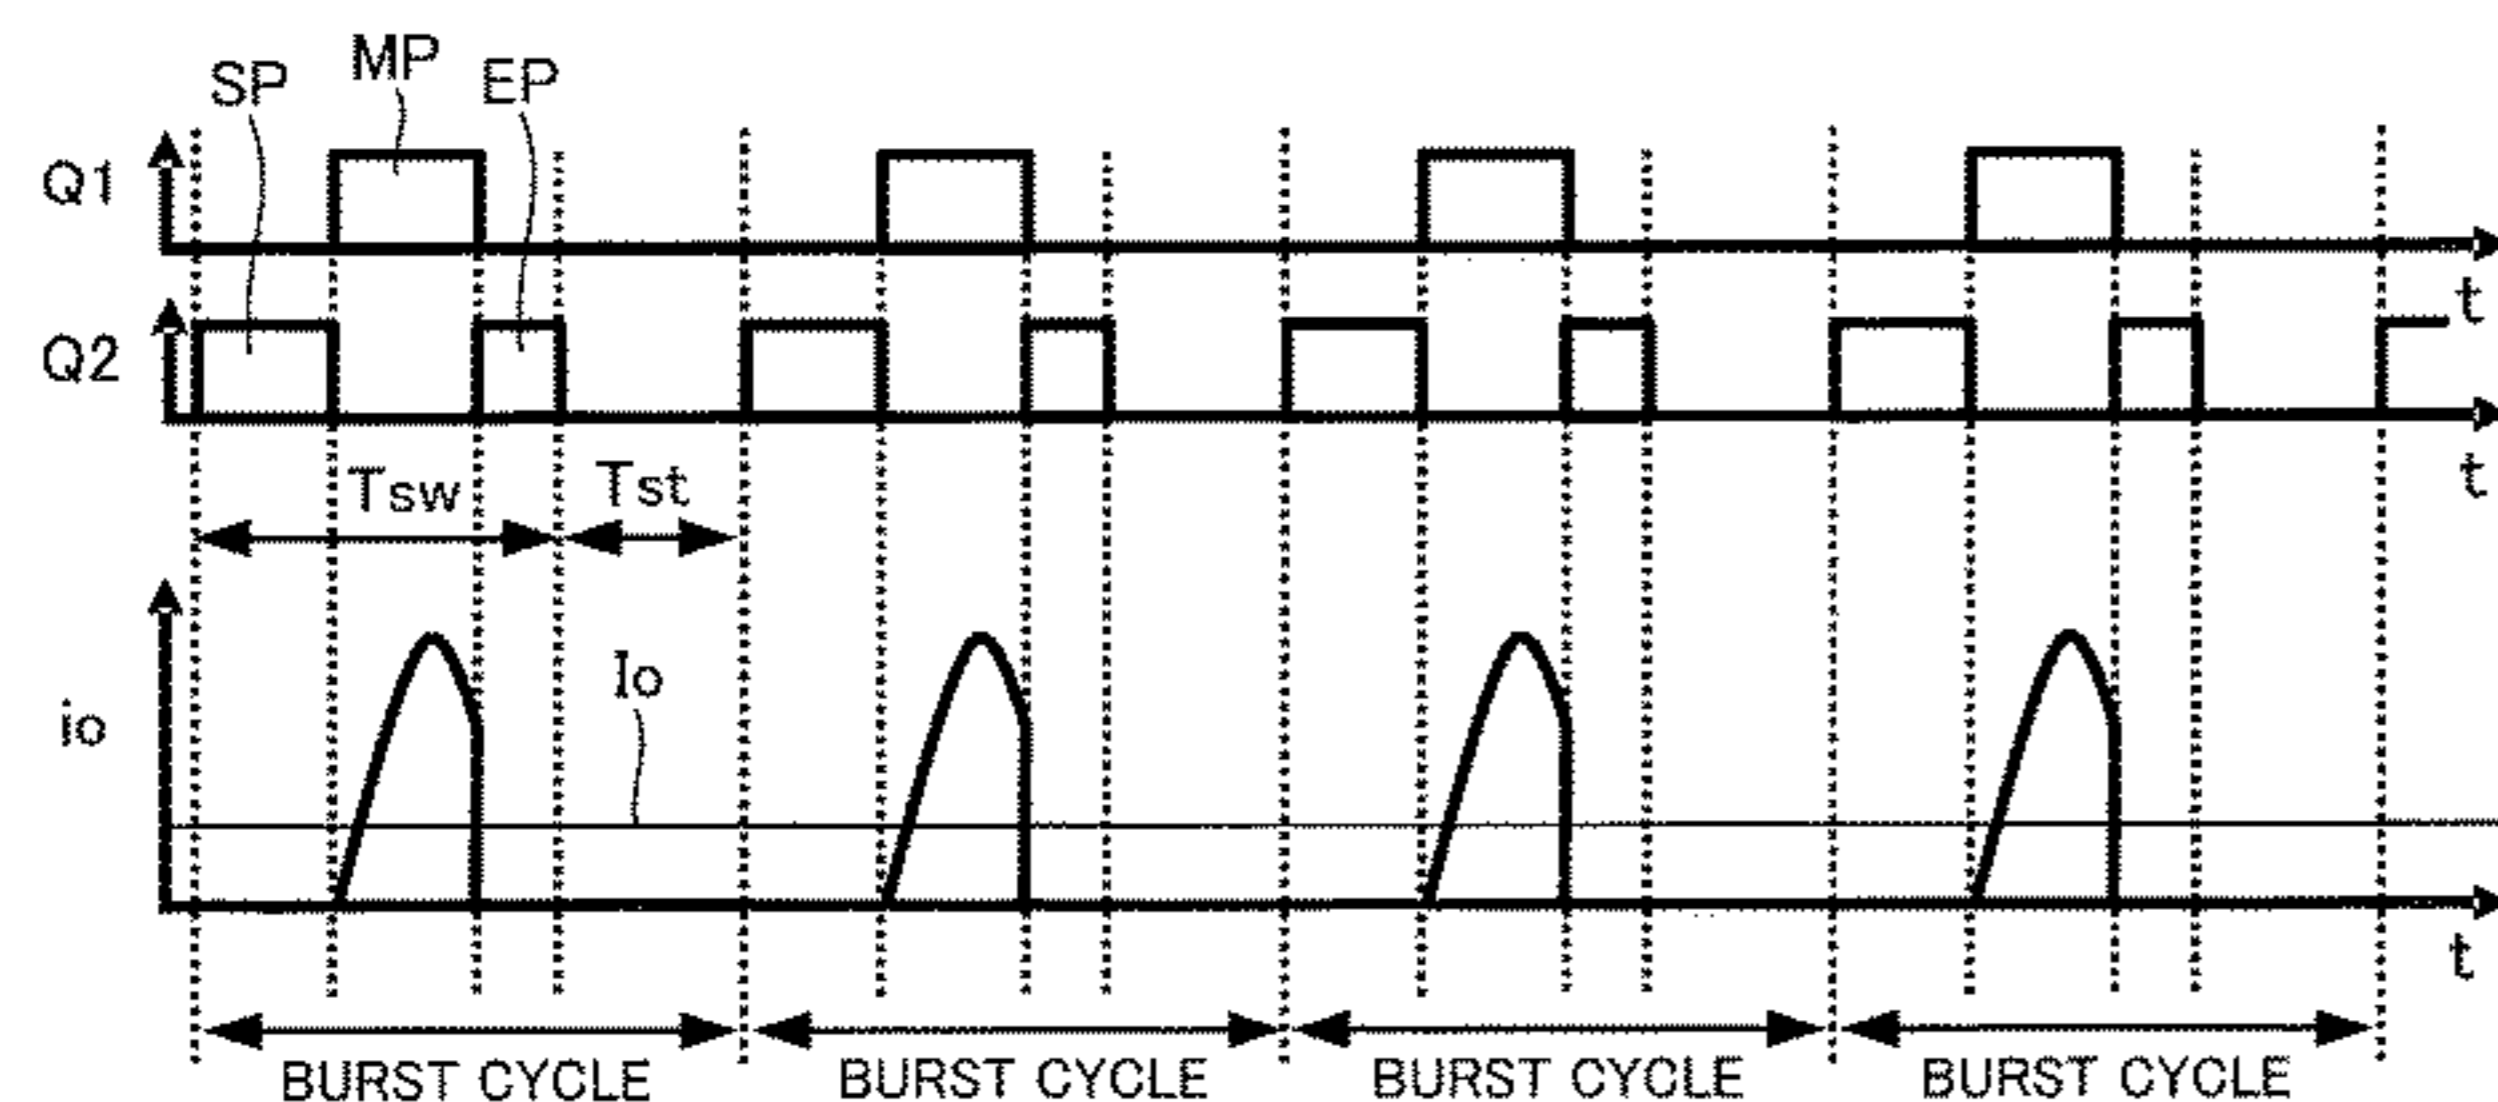 SP MP EP
Q1
t
Q2
t
Tsw Tst
Io
io
t
BURST CYCLE BURST CYCLE BURST CYCLE BURST CYCLE